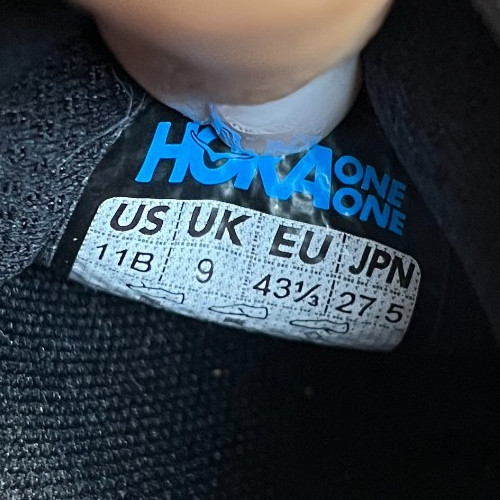 HOKA ONE
ONE
US UK EU JPN
11B 9 43⅓ 27.5